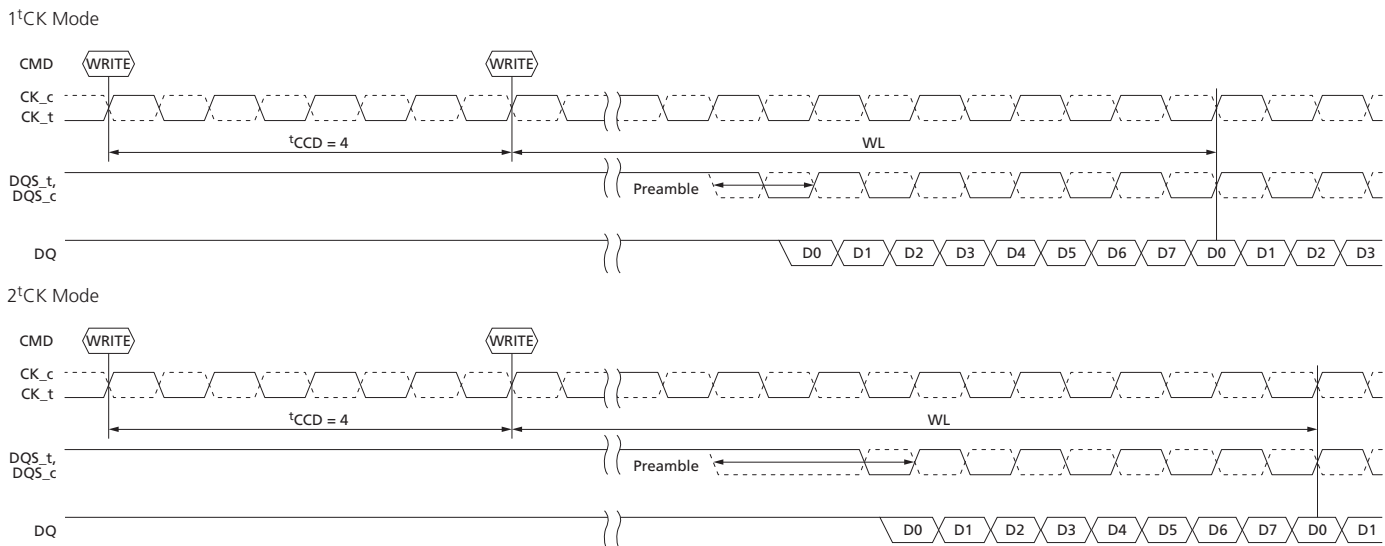 1tCK Mode
CMD WRITE WRITE
CK_c
CK_t
tCCD = 4 WL
DQS_t,
DQS_c
Preamble
DQ D0 D1 D2 D3 D4 D5 D6 D7 D0 D1 D2 D3
2tCK Mode
CMD WRITE WRITE
CK_c
CK_t
tCCD = 4 WL
DQS_t,
DQS_c
Preamble
DQ D0 D1 D2 D3 D4 D5 D6 D7 D0 D1